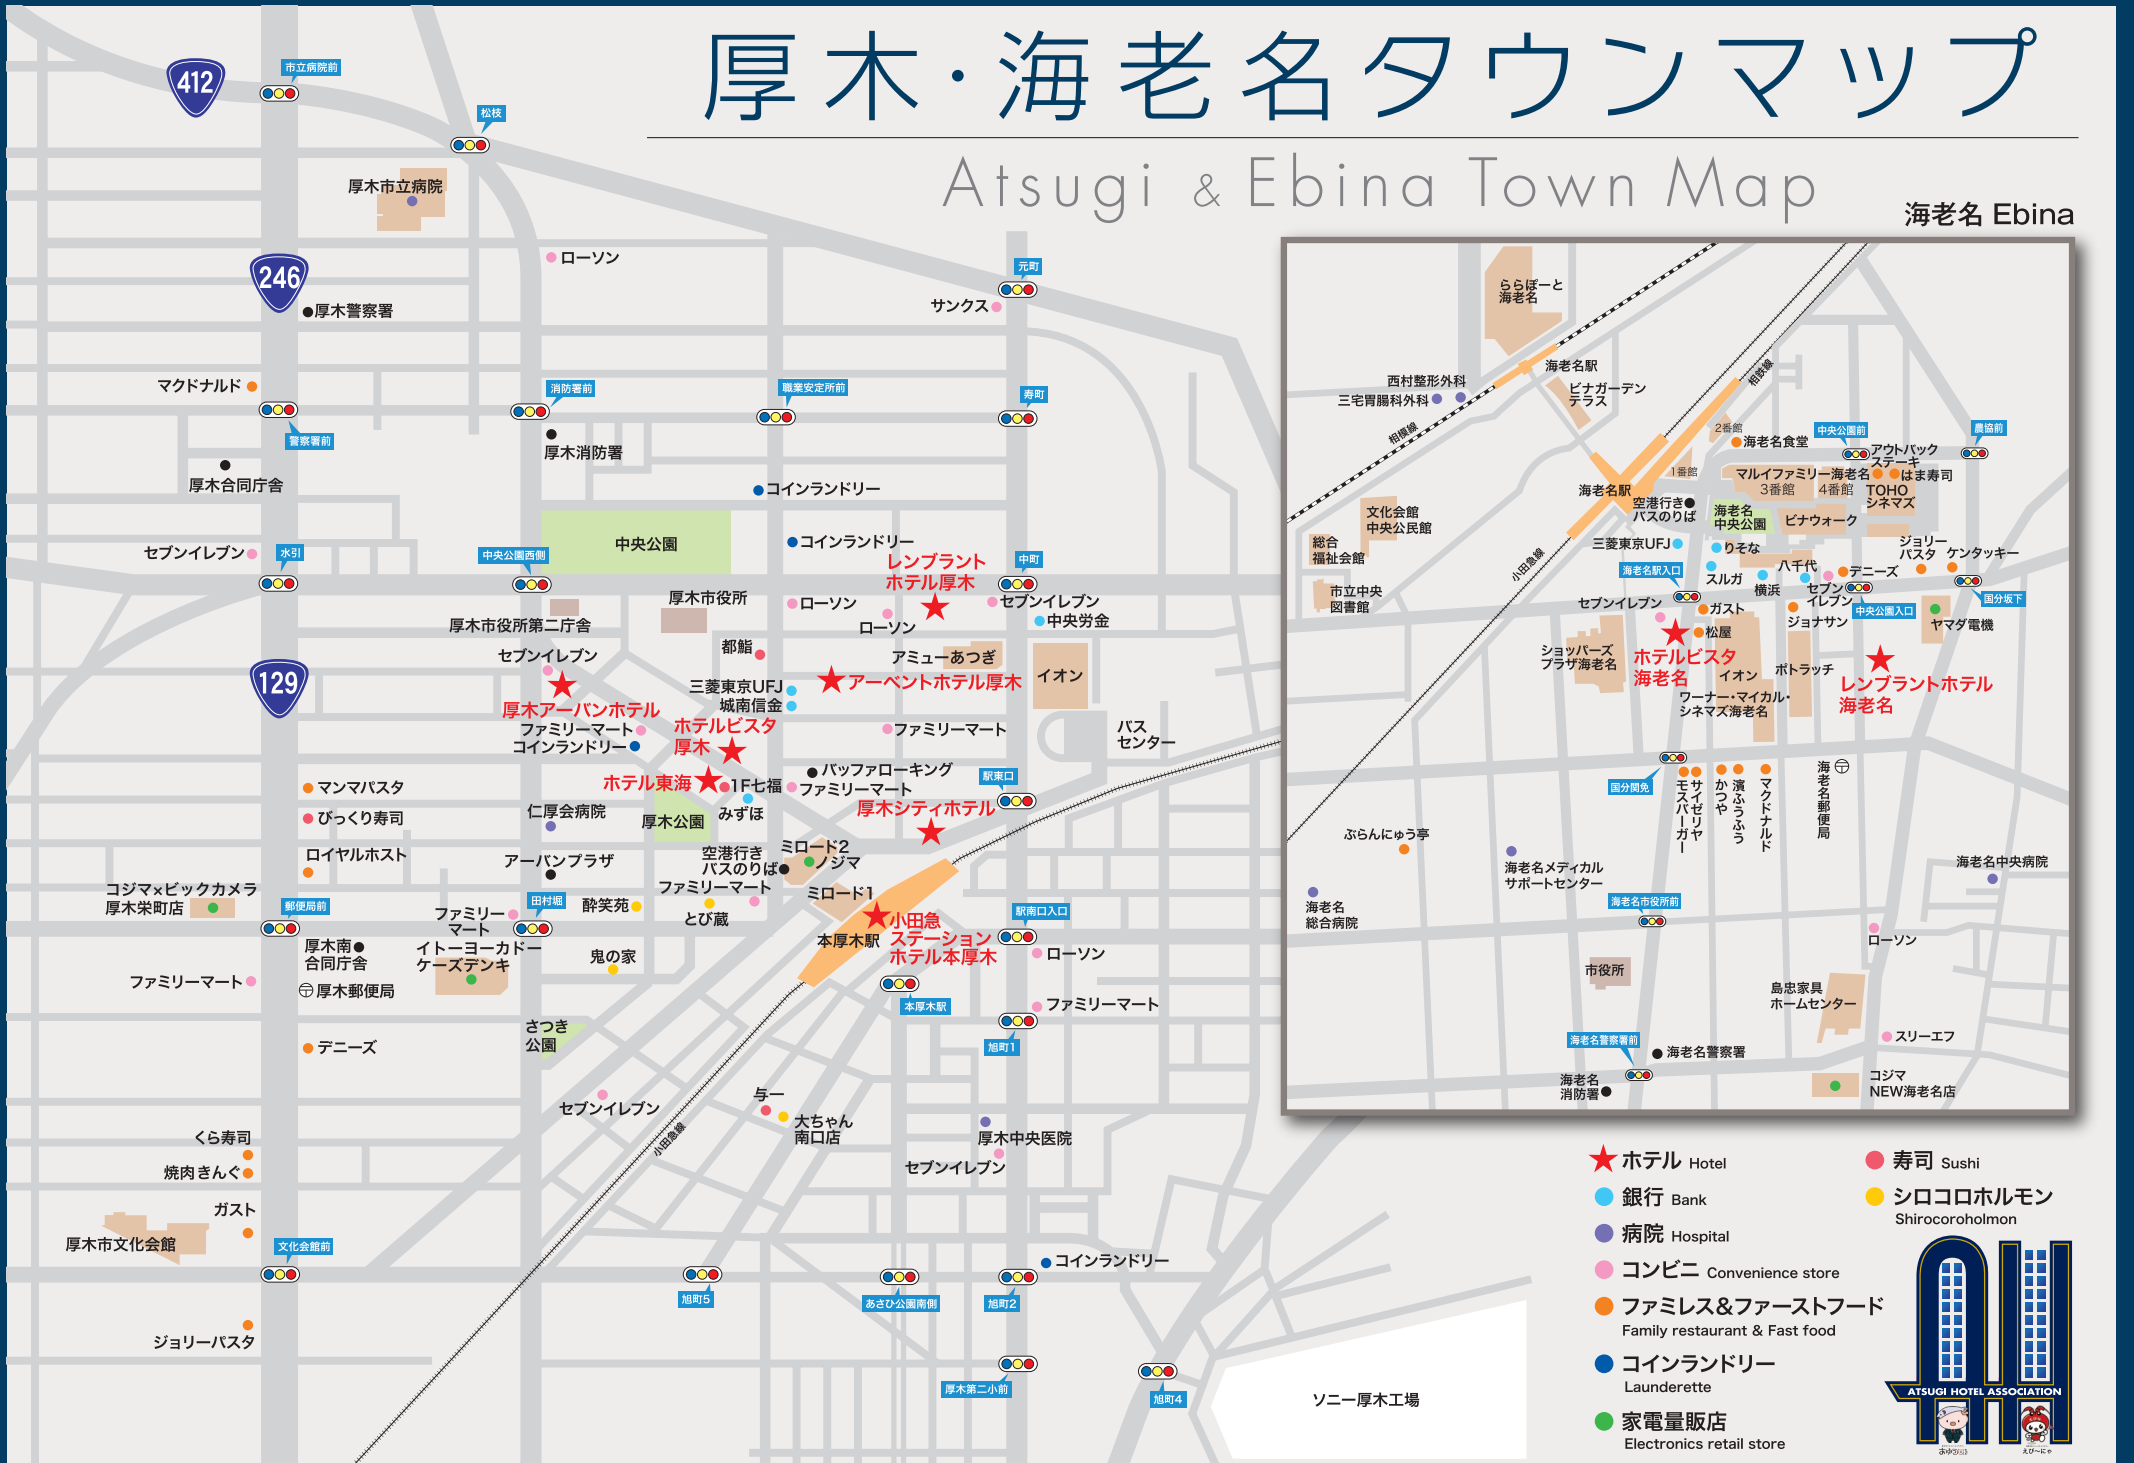 厚木・海老名タウンマップ
Atsugi & Ebina Town Map
海老名 Ebina
412
市立病院前
松枝
厚木市立病院
246
ローソン
元町
サンクス
厚木警察署
マクドナルド
警察署前
消防署前
職業安定所前
寿町
厚木消防署
厚木合同庁舎
コインランドリー
中央公園
コインランドリー
セブンイレブン
水引
中央公園西側
レンブラント
ホテル厚木
中町
厚木市役所
ローソン
ローソン
セブンイレブン
中央労金
厚木市役所第二庁舎
都鮨
アミューあつぎ
イオン
セブンイレブン
129
厚木アーバンホテル
三菱東京UFJ
城南信金
アーベントホテル厚木
ファミリーマート
コインランドリー
ホテルビスタ
厚木
ファミリーマート
バス
センター
ホテル東海
1F七福
みずほ
バッファローキング
ファミリーマート
駅東口
マンマパスタ
びっくり寿司
仁厚会病院
厚木公園
厚木シティホテル
ロイヤルホスト
アーバンプラザ
空港行き
バスのりば
ミロード2
ノジマ
ファミリーマート
ミロード1
コジマ×ビックカメラ
厚木栄町店
郵便局前
ファミリー
マート
田村堀
酔笑苑
とび蔵
小田急
ステーション
ホテル本厚木
本厚木駅
駅南口入口
ローソン
厚木南
合同庁舎
イトーヨーカドー
ケーズデンキ
鬼の家
ファミリーマート
厚木郵便局
本厚木駅
ファミリーマート
さつき
公園
旭町1
デニーズ
セブンイレブン
小田急線
与一
大ちゃん
南口店
厚木中央医院
セブンイレブン
くら寿司
焼肉きんぐ
ガスト
厚木市文化会館
文化会館前
コインランドリー
旭町5
あさひ公園南側
旭町2
ジョリーパスタ
厚木第二小前
旭町4
ソニー厚木工場
ららぽーと
海老名
海老名駅
西村整形外科
三宅胃腸科外科
ビナガーデン
テラス
相鉄線
相模線
2番館
海老名食堂
中央公園前
農協前
アウトバック
ステーキ
はま寿司
1番館
マルイファミリー海老名
3番館
4番館
TOHO
シネマズ
海老名駅
空港行き
バスのりば
海老名
中央公園
ビナウォーク
文化会館
中央公民館
総合
福祉会館
三菱東京UFJ
りそな
ジョリー
パスタ
ケンタッキー
小田急線
海老名駅入口
スルガ
横浜
八千代
セブン
イレブン
デニーズ
市立中央
図書館
セブンイレブン
ガスト
ジョナサン
中央公園入口
国分坂下
ヤマダ電機
松屋
ショッパーズ
プラザ海老名
ホテルビスタ
海老名
イオン
ポトラッチ
ワーナー・マイカル・
シネマズ海老名
レンブラントホテル
海老名
国分関免
モスバーガー
サイゼリヤ
かつや
濱ふうふう
マクドナルド
海老名郵便局
ぶらんにゅう亭
海老名メディカル
サポートセンター
海老名中央病院
海老名
総合病院
海老名市役所前
ローソン
市役所
島忠家具
ホームセンター
海老名警察署前
海老名警察署
スリーエフ
海老名
消防署
コジマ
NEW海老名店
ホテル Hotel
銀行 Bank
病院 Hospital
コンビニ Convenience store
ファミレス&ファーストフード
Family restaurant & Fast food
コインランドリー
Launderette
家電量販店
Electronics retail store
寿司 Sushi
シロコロホルモン
Shirocoroholmon
ATSUGI HOTEL ASSOCIATION
あゆコロ
えび～にゃ